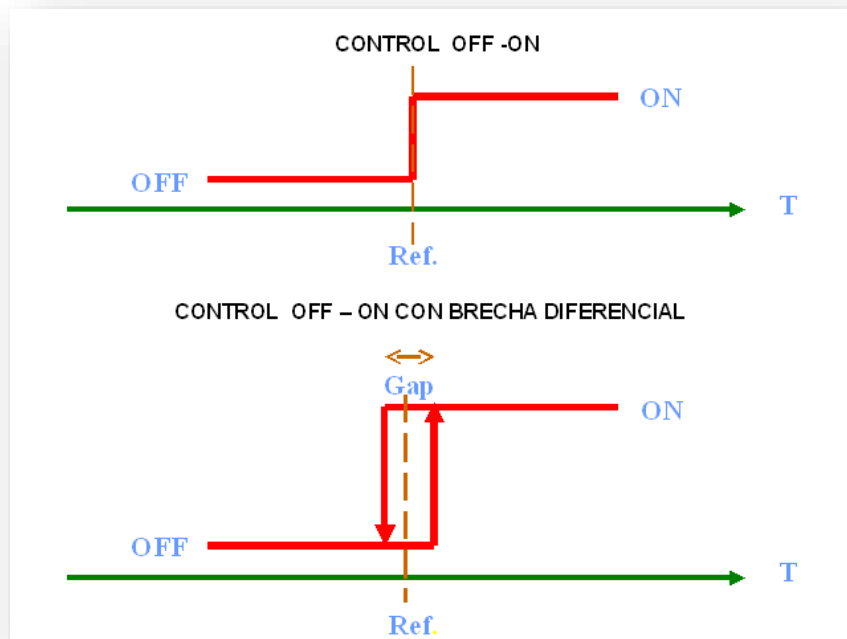 CONTROL OFF -ON
ON
OFF
T
Ref.
CONTROL OFF – ON CON BRECHA DIFERENCIAL
Gap
ON
OFF
T
Ref.